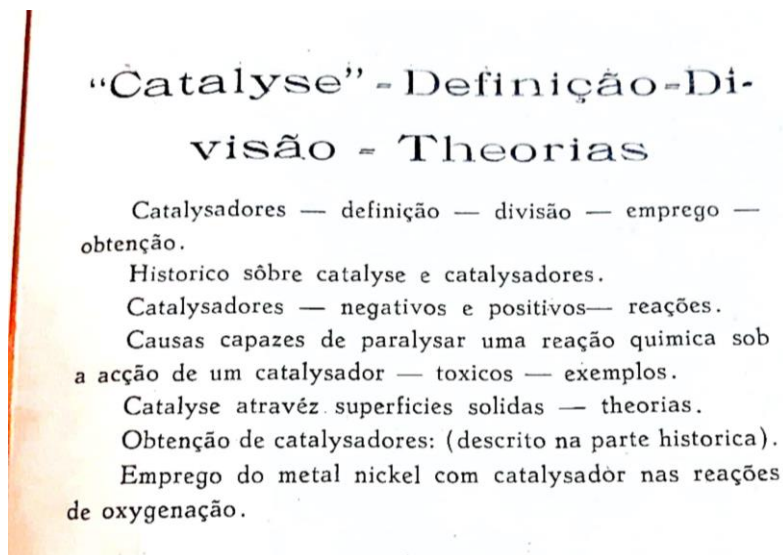 “Catalyse” - Definição - Di-
visão - Theorias
Catalysadores — definição — divisão — emprego —
obtenção.
Historico sôbre catalyse e catalysadores.
Catalysadores — negativos e positivos— reações.
Causas capazes de paralysar uma reação quimica sob
a acção de um catalysador — toxicos — exemplos.
Catalyse atravéz superficies solidas — theorias.
Obtenção de catalysadores: (descrito na parte historica).
Emprego do metal nickel com catalysador nas reações
de oxygenação.